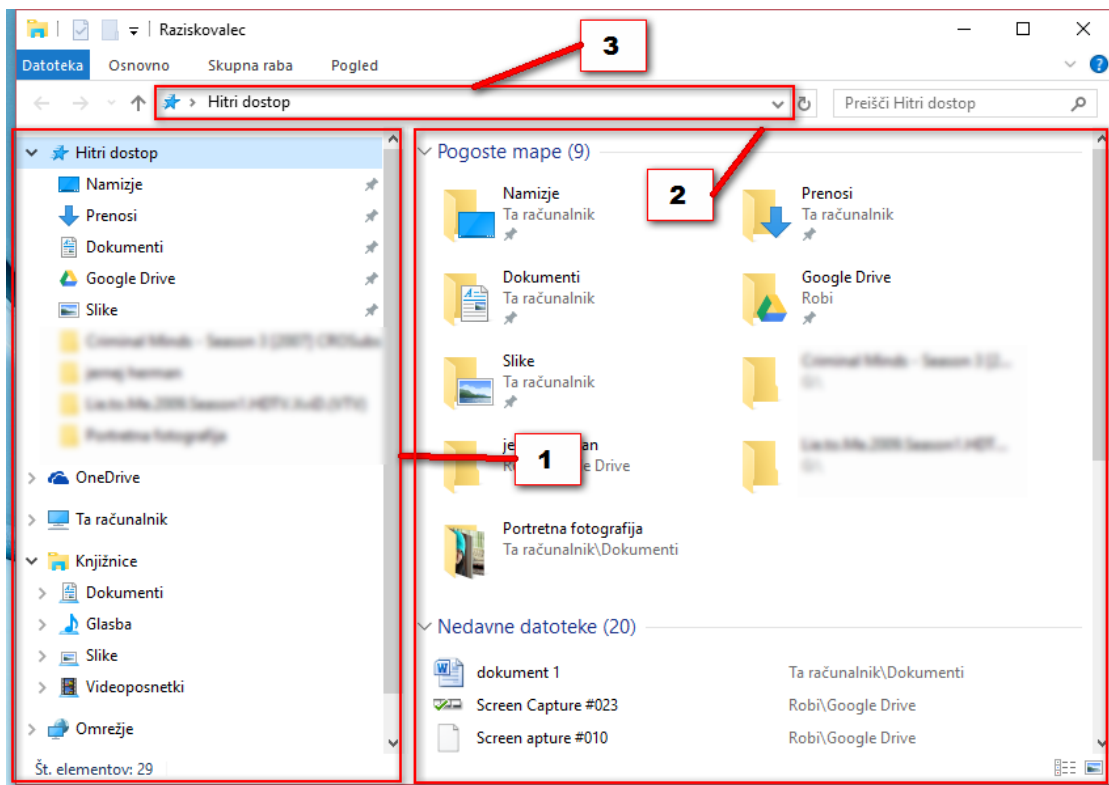 Raziskovalec
3
Datoteka Osnovno Skupna raba Pogled
Hitri dostop
Preišči Hitri dostop
Hitri dostop
Namizje
Prenosi
Dokumenti
Google Drive
Slike
OneDrive
Ta računalnik
Knjižnice
Dokumenti
Glasba
Slike
Videoposnetki
Omrežje
Št. elementov: 29
1
2
Pogoste mape (9)
Namizje
Ta računalnik
Prenosi
Ta računalnik
Dokumenti
Ta računalnik
Google Drive
Robi
Slike
Ta računalnik
Drive
Portretna fotografija
Ta računalnik\Dokumenti
Nedavne datoteke (20)
dokument 1 Ta računalnik\Dokumenti
Screen Capture #023 Robi\Google Drive
Screen apture #010 Robi\Google Drive